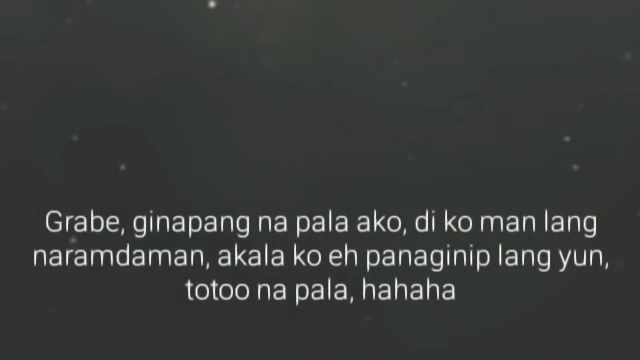 Grabe, ginapang na pala ako, di ko man lang
naramdaman, akala ko eh panaginip lang yun,
totoo na pala, hahaha